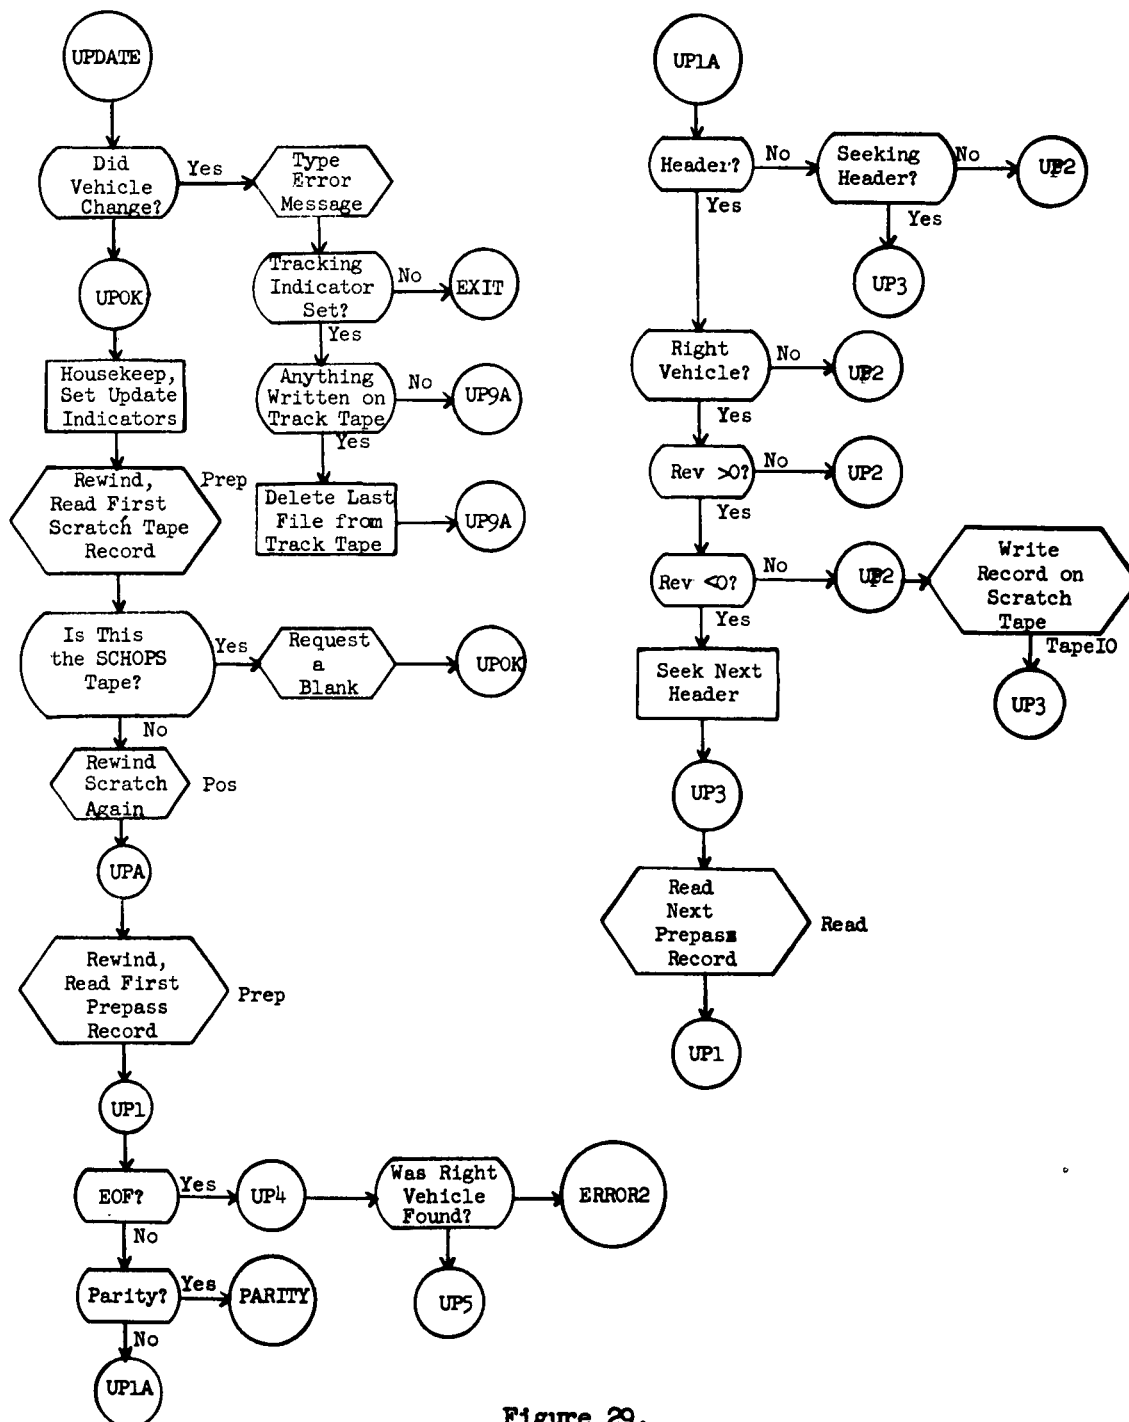 UPDATE
Did
Vehicle
Change?
Yes
Type
Error
Message
UPOK
Tracking
Indicator
Set?
No
EXIT
Yes
Housekeep,
Set Update
Indicators
Anything
Written on
Track Tape
No
UP9A
Yes
Rewind,
Read First
Scratch Tape
Record
Prep
Delete Last
File from
Track Tape
UP9A
Is This
the SCHOPS
Tape?
Yes
Request
a
Blank
UPOK
No
Rewind
Scratch
Again
Pos
UPA
Rewind,
Read First
Prepass
Record
Prep
UP1
EOF?
Yes
UP4
Was Right
Vehicle
Found?
ERROR2
No
UP5
Parity?
Yes
PARITY
No
UP1A
UP1A
Header?
No
Seeking
Header?
No
UP2
Yes
Yes
UP3
Right
Vehicle?
No
UP2
Yes
Rev >0?
No
UP2
Yes
Rev <0?
No
UP2
Write
Record on
Scratch
Tape
TapeIO
UP3
Yes
Seek Next
Header
UP3
Read
Next
Prepass
Record
Read
UP1
Figure 29.